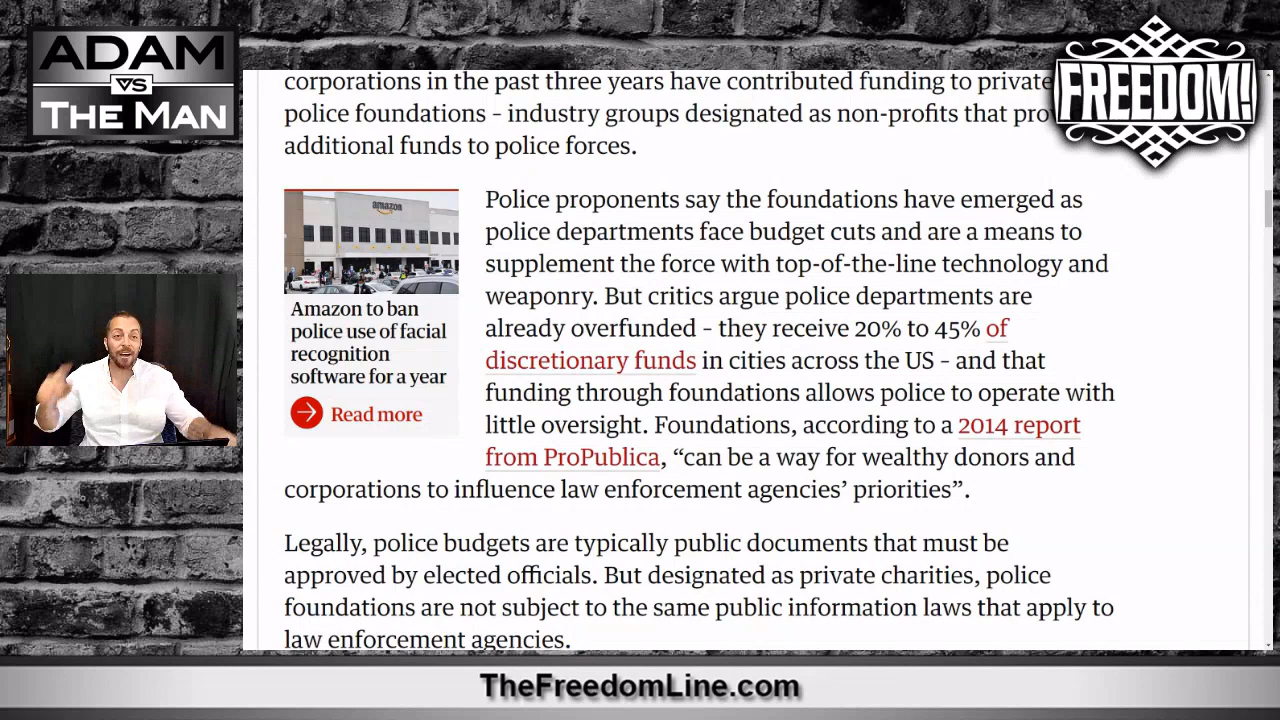 ADAM
VS
THE MAN
FREEDOM!
corporations in the past three years have contributed funding to private
police foundations – industry groups designated as non-profits that pro
additional funds to police forces.
amazon
Amazon to ban
police use of facial
recognition
software for a year
Read more
Police proponents say the foundations have emerged as
police departments face budget cuts and are a means to
supplement the force with top-of-the-line technology and
weaponry. But critics argue police departments are
already overfunded – they receive 20% to 45% of
discretionary funds in cities across the US – and that
funding through foundations allows police to operate with
little oversight. Foundations, according to a 2014 report
from ProPublica, “can be a way for wealthy donors and
corporations to influence law enforcement agencies’ priorities”.
Legally, police budgets are typically public documents that must be
approved by elected officials. But designated as private charities, police
foundations are not subject to the same public information laws that apply to
law enforcement agencies.
TheFreedomLine.com